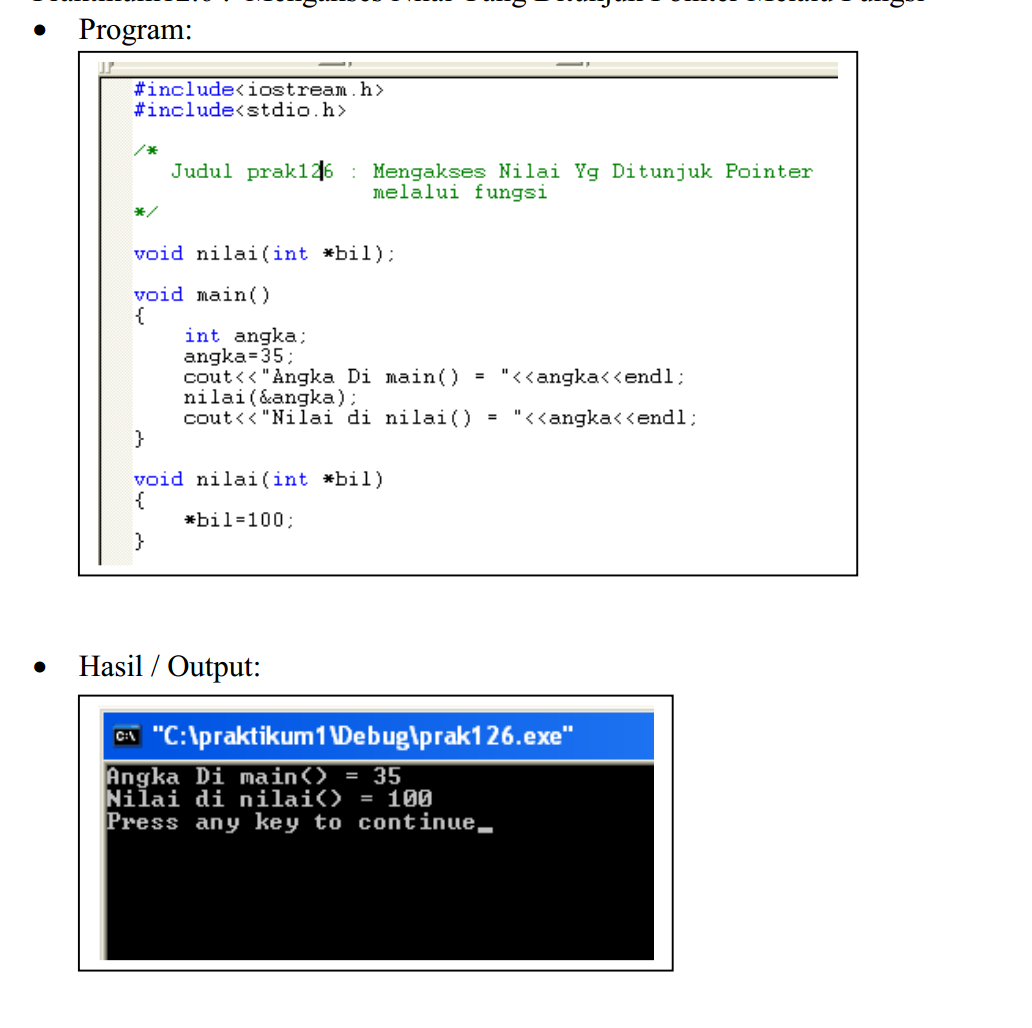 • Program:
#include<iostream.h>
#include<stdio.h>
/*
Judul prak126 : Mengakses Nilai Yg Ditunjuk Pointer
melalui fungsi
*/
void nilai(int *bil);
void main()
{
int angka;
angka=35;
cout<<"Angka Di main() = "<<angka<<endl;
nilai(&angka);
cout<<"Nilai di nilai() = "<<angka<<endl;
}
void nilai(int *bil)
{
*bil=100;
}
• Hasil / Output:
C:\ "C:\praktikum1\Debug\prak126.exe"
Angka Di main() = 35
Nilai di nilai() = 100
Press any key to continue_